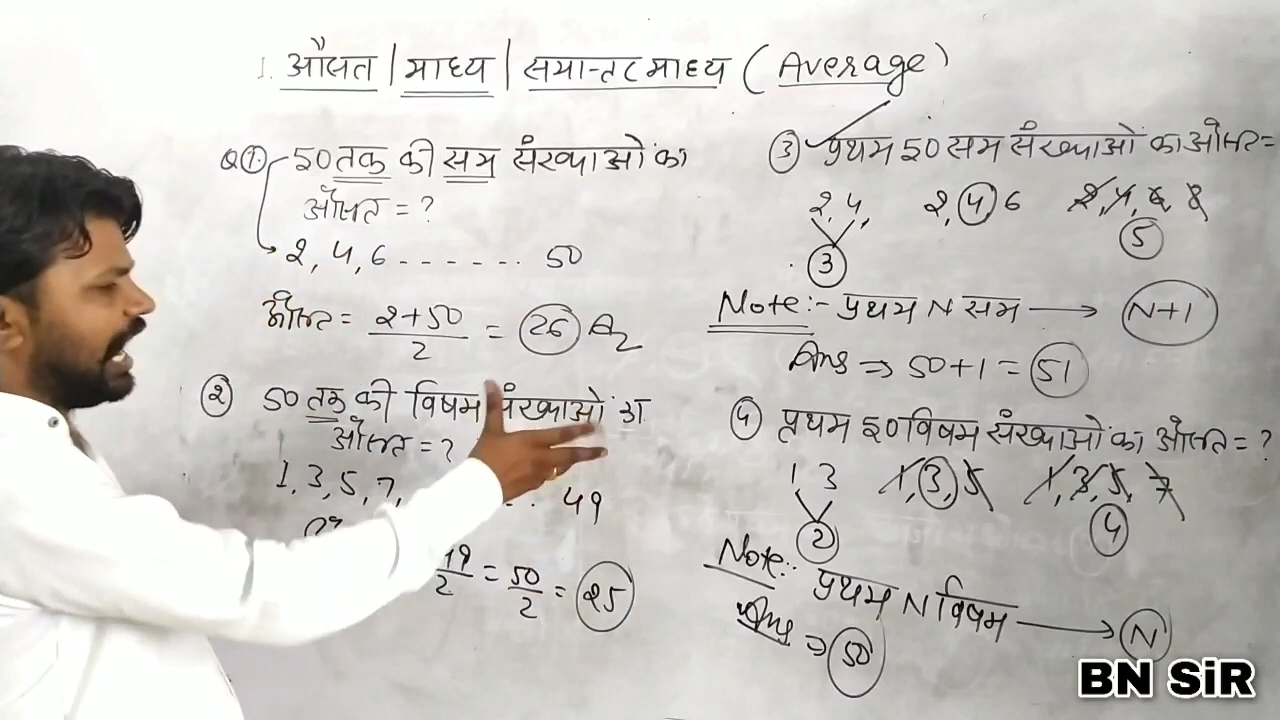 1. औसत | माध्य | समान्तर माध्य ( Average )
Q1. 50 तक की सम संख्याओं का
औसत = ?
2, 4, 6 - - - - - - . . 50
औसत = 2+50 / 2 = 26 Ans
2 50 तक की विषम संख्याओं का
औसत = ?
1, 3, 5, 7, . . 49
49 / 2 = 50 / 2 = 25
3 प्रथम 50 सम संख्याओं का औसत =
2, 4, 2, 4 6 2, 4, 6, 8
3 5
Note:- प्रथम N सम → N+1
Ans ⇒ 50+1 = 51
4 प्रथम 50 विषम संख्याओं का औसत = ?
1, 3 1, 3, 5 1, 3, 5, 7
2 4
Note:- प्रथम N विषम → N
Ans ⇒ 50
BN SiR